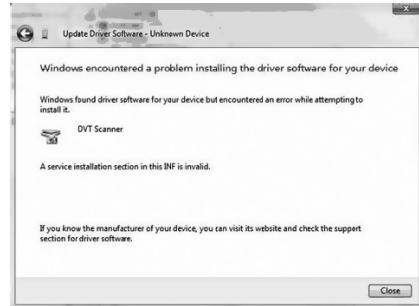 Update Driver Software - Unknown Device
Windows encountered a problem installing the driver software for your device
Windows found driver software for your device but encountered an error while attempting to
install it.
DVT Scanner
A service installation section in this INF is invalid.
If you know the manufacturer of your device, you can visit its website and check the support
section for driver software.
Close